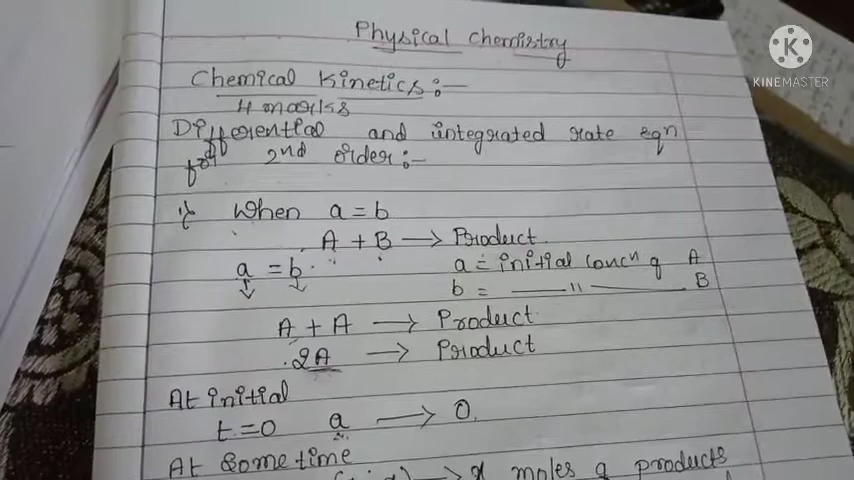 Physical Chemistry
KINEMASTER
Chemical Kinetics :-
4 marks
Differential and integrated rate eqn
for 2nd order :-
i} When a = b
A + B → Product
a = b
a = initial concn of A
b = —— " —— B
A + A → Product
2A → Product
At initial
t = 0 a → 0
At Some time
→ x moles of products